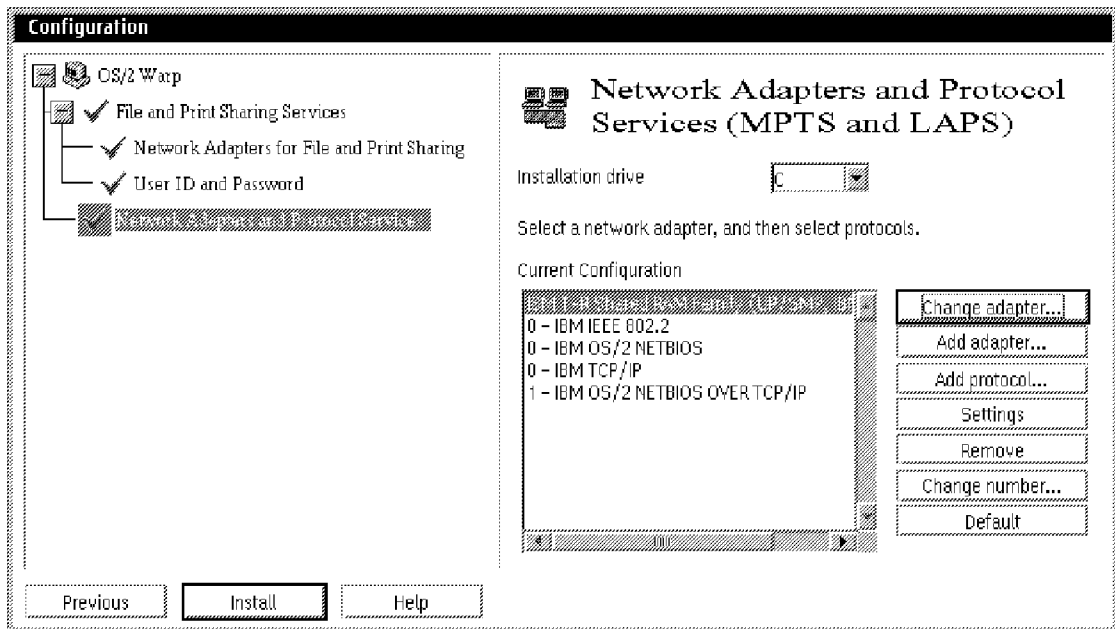 Configuration
OS/2 Warp
File and Print Sharing Services
Network Adapters for File and Print Sharing
User ID and Password
Network Adapters and Protocol Services
Network Adapters and Protocol
Services (MPTS and LAPS)
Installation drive
C
Select a network adapter, and then select protocols.
Current Configuration
0 - IBM IEEE 802.2
0 - IBM OS/2 NETBIOS
0 - IBM TCP/IP
1 - IBM OS/2 NETBIOS OVER TCP/IP
Change adapter...
Add adapter...
Add protocol...
Settings
Remove
Change number...
Default
Previous
Install
Help